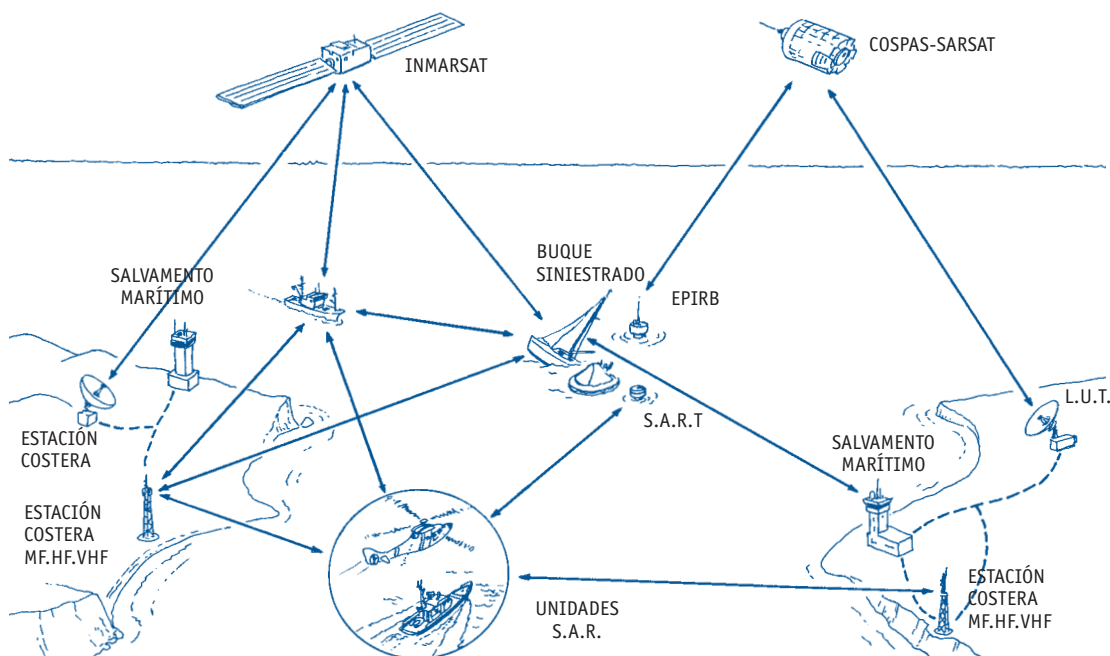 INMARSAT
COSPAS-SARSAT
BUQUE
SINIESTRADO
SALVAMENTO
MARÍTIMO
EPIRB
L.U.T.
S.A.R.T
ESTACIÓN
COSTERA
SALVAMENTO
MARÍTIMO
ESTACIÓN
COSTERA
MF.HF.VHF
ESTACIÓN
COSTERA
MF.HF.VHF
UNIDADES
S.A.R.